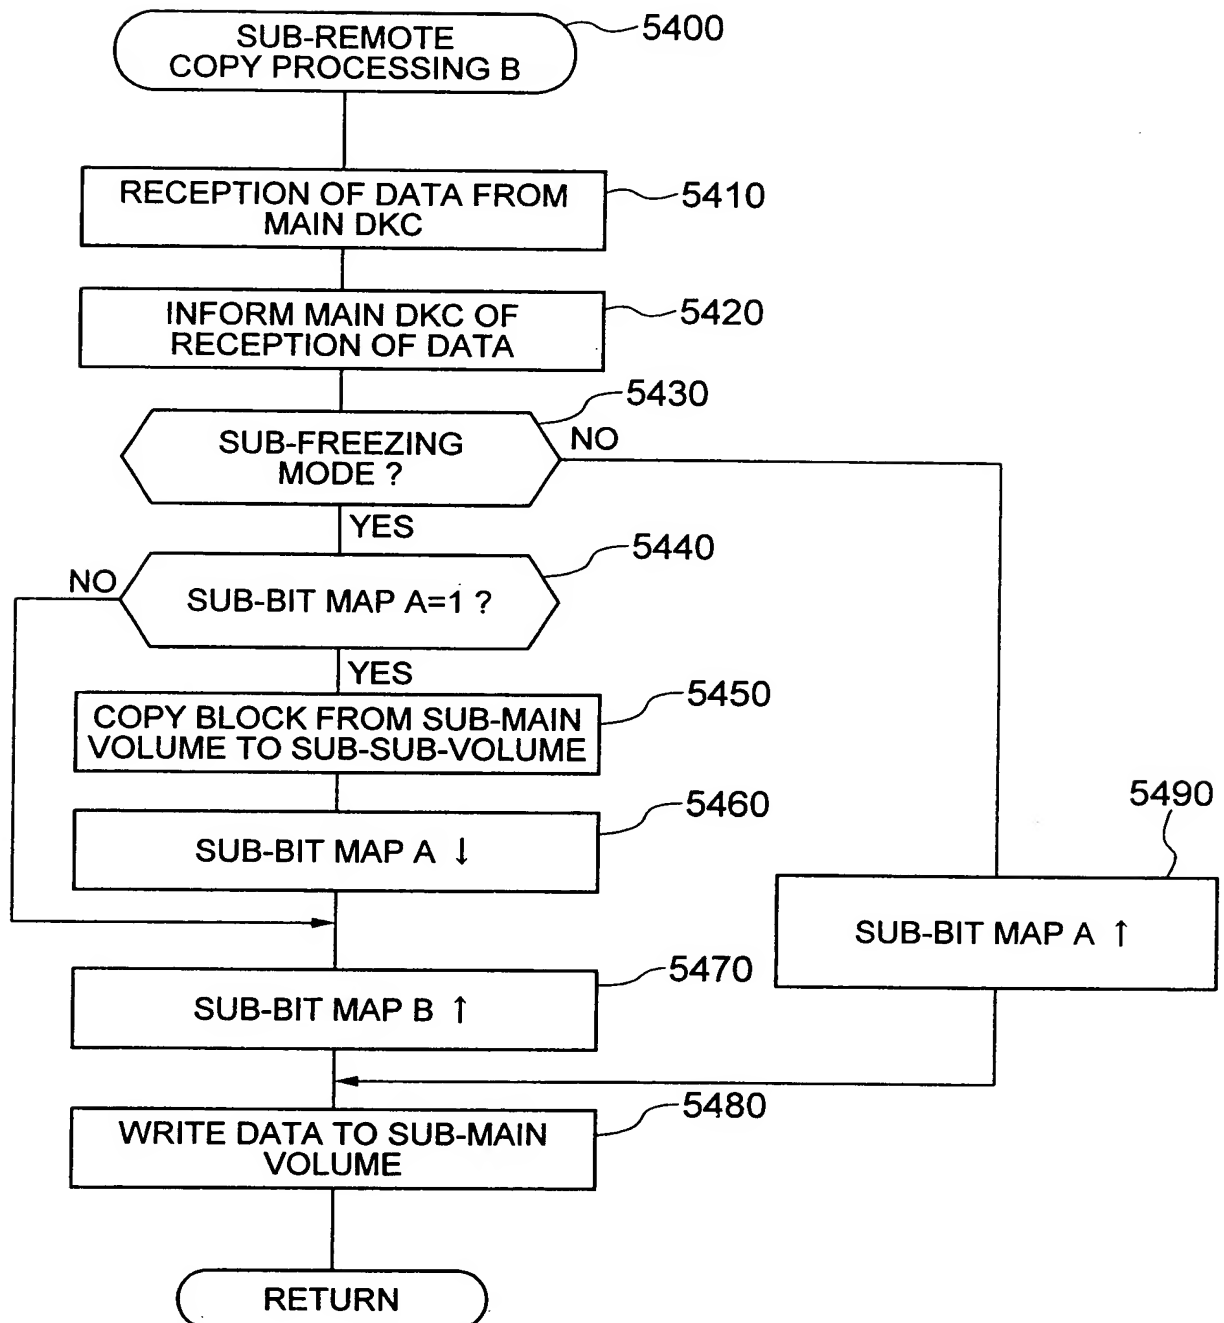 SUB-REMOTE
COPY PROCESSING B
5400
RECEPTION OF DATA FROM
MAIN DKC
5410
INFORM MAIN DKC OF
RECEPTION OF DATA
5420
5430
SUB-FREEZING
MODE ?
NO
YES
5440
NO
SUB-BIT MAP A=1 ?
YES
5450
COPY BLOCK FROM SUB-MAIN
VOLUME TO SUB-SUB-VOLUME
5460
SUB-BIT MAP A ↓
5490
SUB-BIT MAP A ↑
5470
SUB-BIT MAP B ↑
5480
WRITE DATA TO SUB-MAIN
VOLUME
RETURN